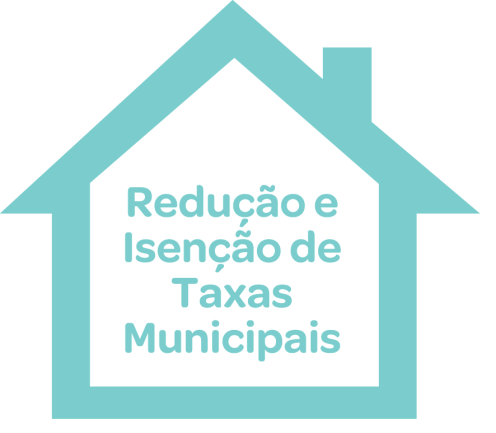 Redução e
Isenção de
Taxas
Municipais